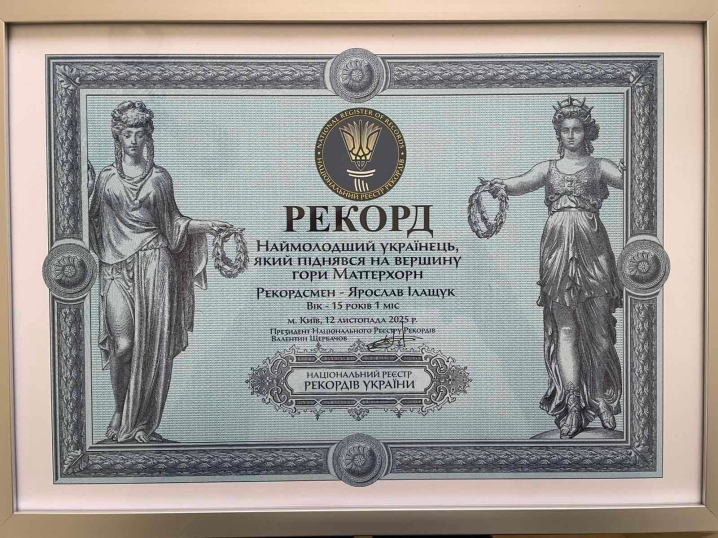 NATIONAL REGISTER OF RECORDS
НАЦІОНАЛЬНИЙ РЕЄСТР РЕКОРДІВ
РЕКОРД
Наймолодший українець,
який піднявся на вершину
гори Маттерхорн
Рекордсмен - Ярослав Ілащук
Вік - 15 років 1 міс
м. Київ, 12 листопада 2025 р.
Президент Національного Реєстру Рекордів
Валентин Щербачов
НАЦІОНАЛЬНИЙ РЕЄСТР
РЕКОРДІВ УКРАЇНИ